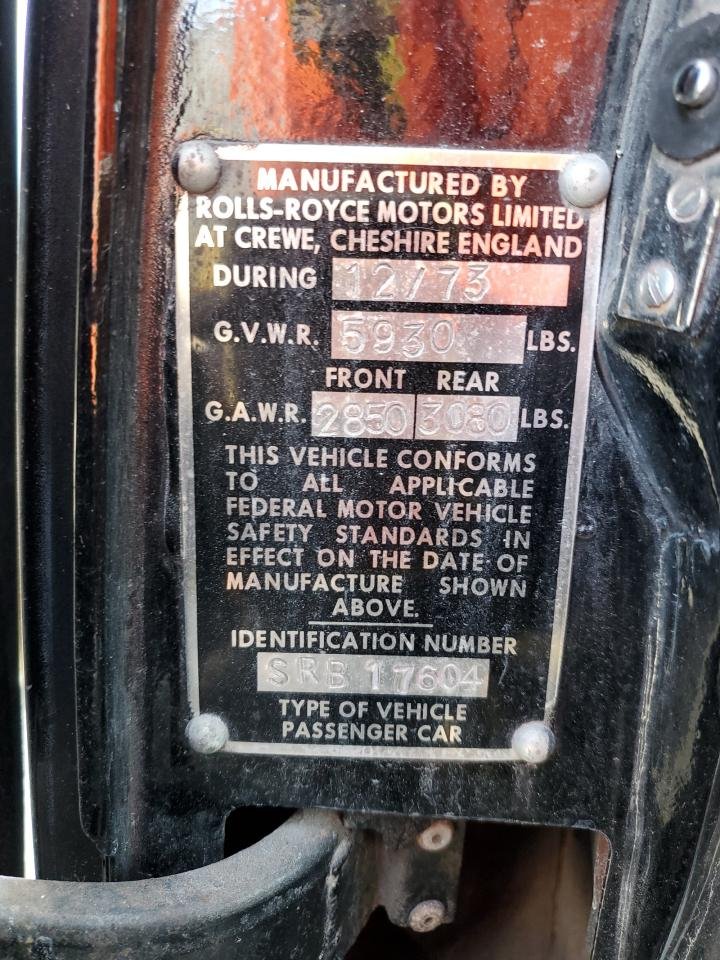 MANUFACTURED BY
ROLLS-ROYCE MOTORS LIMITED
AT CREWE, CHESHIRE ENGLAND
DURING 12/73
G.V.W.R. 5930 LBS.
FRONT REAR
G.A.W.R. 2850 3080 LBS.
THIS VEHICLE CONFORMS
TO ALL APPLICABLE
FEDERAL MOTOR VEHICLE
SAFETY STANDARDS IN
EFFECT ON THE DATE OF
MANUFACTURE SHOWN
ABOVE.
IDENTIFICATION NUMBER
SRB 17604
TYPE OF VEHICLE
PASSENGER CAR